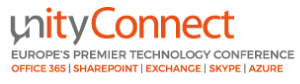 unityConnect
EUROPE'S PREMIER TECHNOLOGY CONFERENCE
OFFICE 365 | SHAREPOINT | EXCHANGE | SKYPE | AZURE